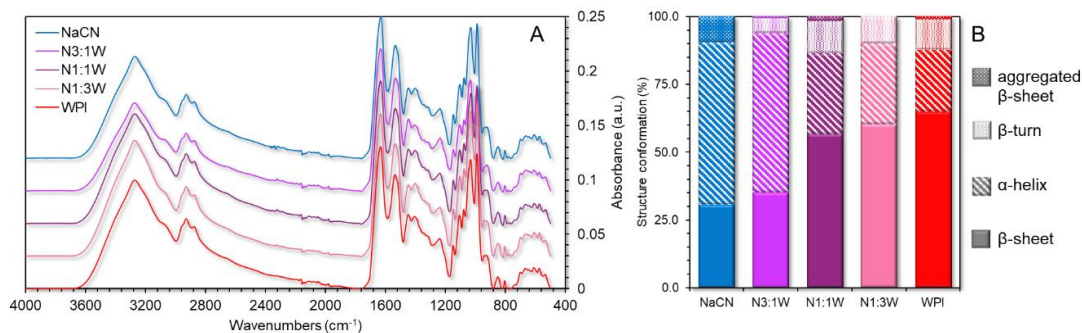 A
NaCN
N3:1W
N1:1W
N1:3W
WPI
0.25
0.2
0.15
0.1
0.05
0
Absorbance (a.u.)
4000 3600 3200 2800 2400 2000 1600 1200 800 400
Wavenumbers (cm⁻¹)
B
100.0
75.0
50.0
25.0
0.0
Structure conformation (%)
NaCN N3:1W N1:1W N1:3W WPI
aggregated
β-sheet
β-turn
α-helix
β-sheet